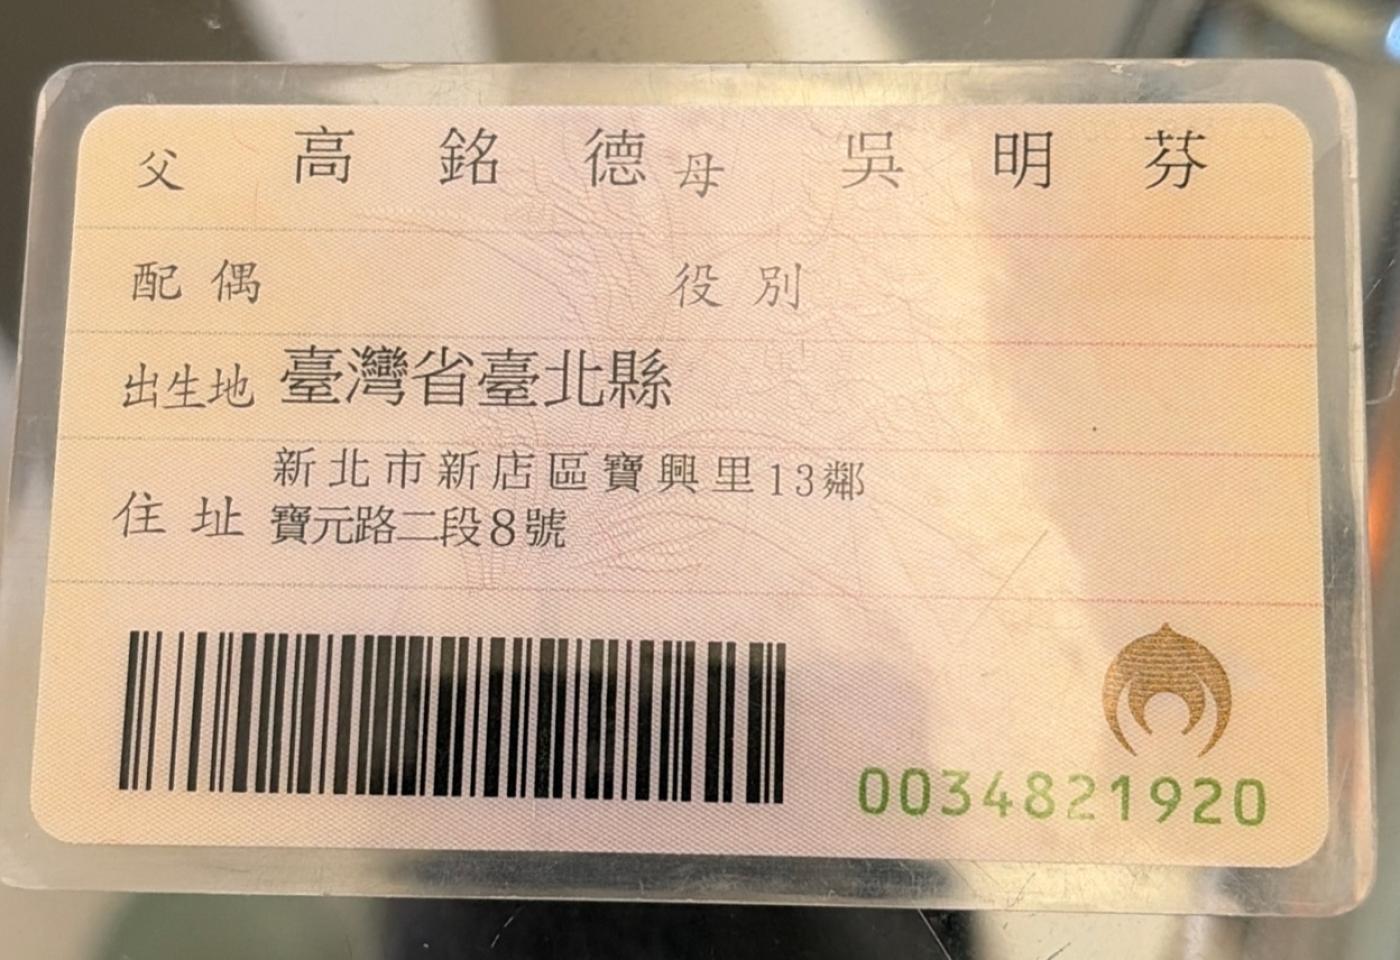 父 高銘德 母 吳明芬
配偶 役別
出生地 臺灣省臺北縣
住址 新北市新店區寶興里13鄰
寶元路二段8號
0034821920